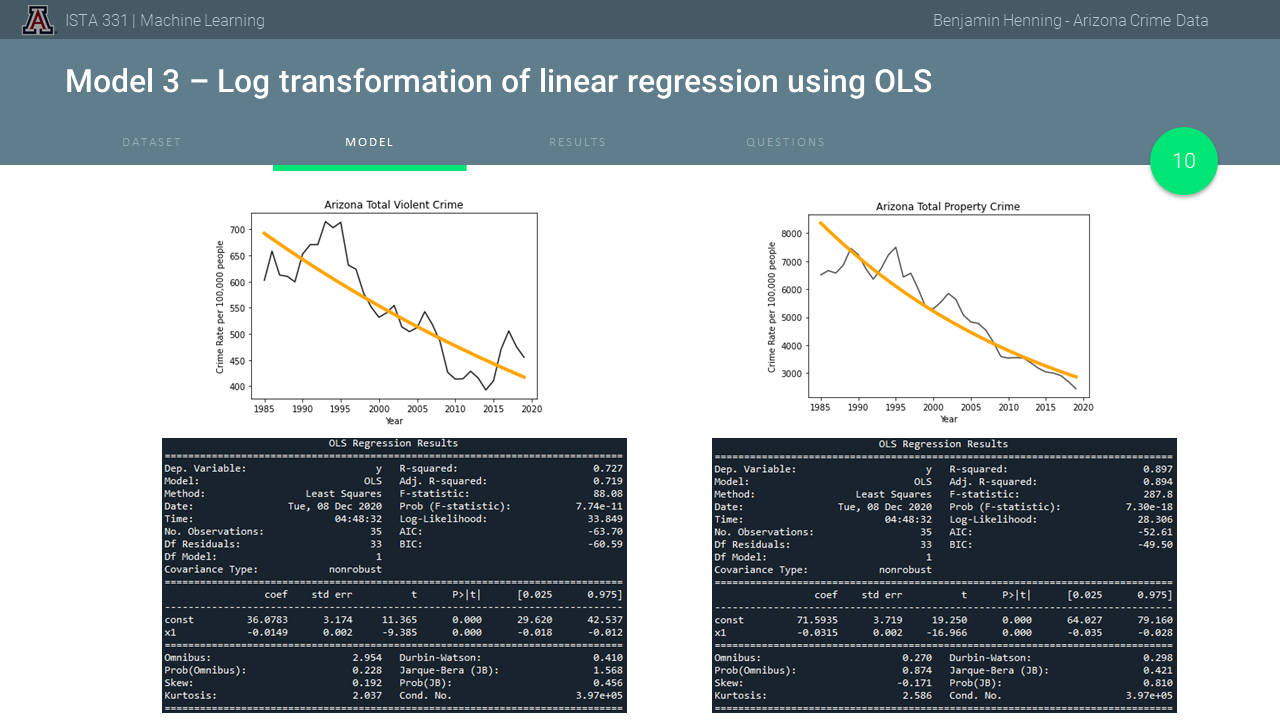 A
ISTA 331 | Machine Learning
Benjamin Henning - Arizona Crime Data
Model 3 – Log transformation of linear regression using OLS
DATASET
MODEL
RESULTS
QUESTIONS
10
Arizona Total Violent Crime
Crime Rate per 100,000 people
700
650
600
550
500
450
400
1985 1990 1995 2000 2005 2010 2015 2020
Year
Arizona Total Property Crime
Crime Rate per 100,000 people
8000
7000
6000
5000
4000
3000
1985 1990 1995 2000 2005 2010 2015 2020
Year
OLS Regression Results
Dep. Variable: y R-squared: 0.727
Model: OLS Adj. R-squared: 0.719
Method: Least Squares F-statistic: 88.08
Date: Tue, 08 Dec 2020 Prob (F-statistic): 7.74e-11
Time: 04:48:32 Log-Likelihood: 33.849
No. Observations: 35 AIC: -63.70
Df Residuals: 33 BIC: -60.59
Df Model: 1
Covariance Type: nonrobust
coef std err t P>|t| [0.025 0.975]
const 36.0783 3.174 11.365 0.000 29.620 42.537
x1 -0.0149 0.002 -9.385 0.000 -0.018 -0.012
Omnibus: 2.954 Durbin-Watson: 0.410
Prob(Omnibus): 0.228 Jarque-Bera (JB): 1.568
Skew: 0.192 Prob(JB): 0.456
Kurtosis: 2.037 Cond. No. 3.97e+05
OLS Regression Results
Dep. Variable: y R-squared: 0.897
Model: OLS Adj. R-squared: 0.894
Method: Least Squares F-statistic: 287.8
Date: Tue, 08 Dec 2020 Prob (F-statistic): 7.30e-18
Time: 04:48:32 Log-Likelihood: 28.306
No. Observations: 35 AIC: -52.61
Df Residuals: 33 BIC: -49.50
Df Model: 1
Covariance Type: nonrobust
coef std err t P>|t| [0.025 0.975]
const 71.5935 3.719 19.250 0.000 64.027 79.160
x1 -0.0315 0.002 -16.966 0.000 -0.035 -0.028
Omnibus: 0.270 Durbin-Watson: 0.298
Prob(Omnibus): 0.874 Jarque-Bera (JB): 0.421
Skew: -0.171 Prob(JB): 0.810
Kurtosis: 2.586 Cond. No. 3.97e+05